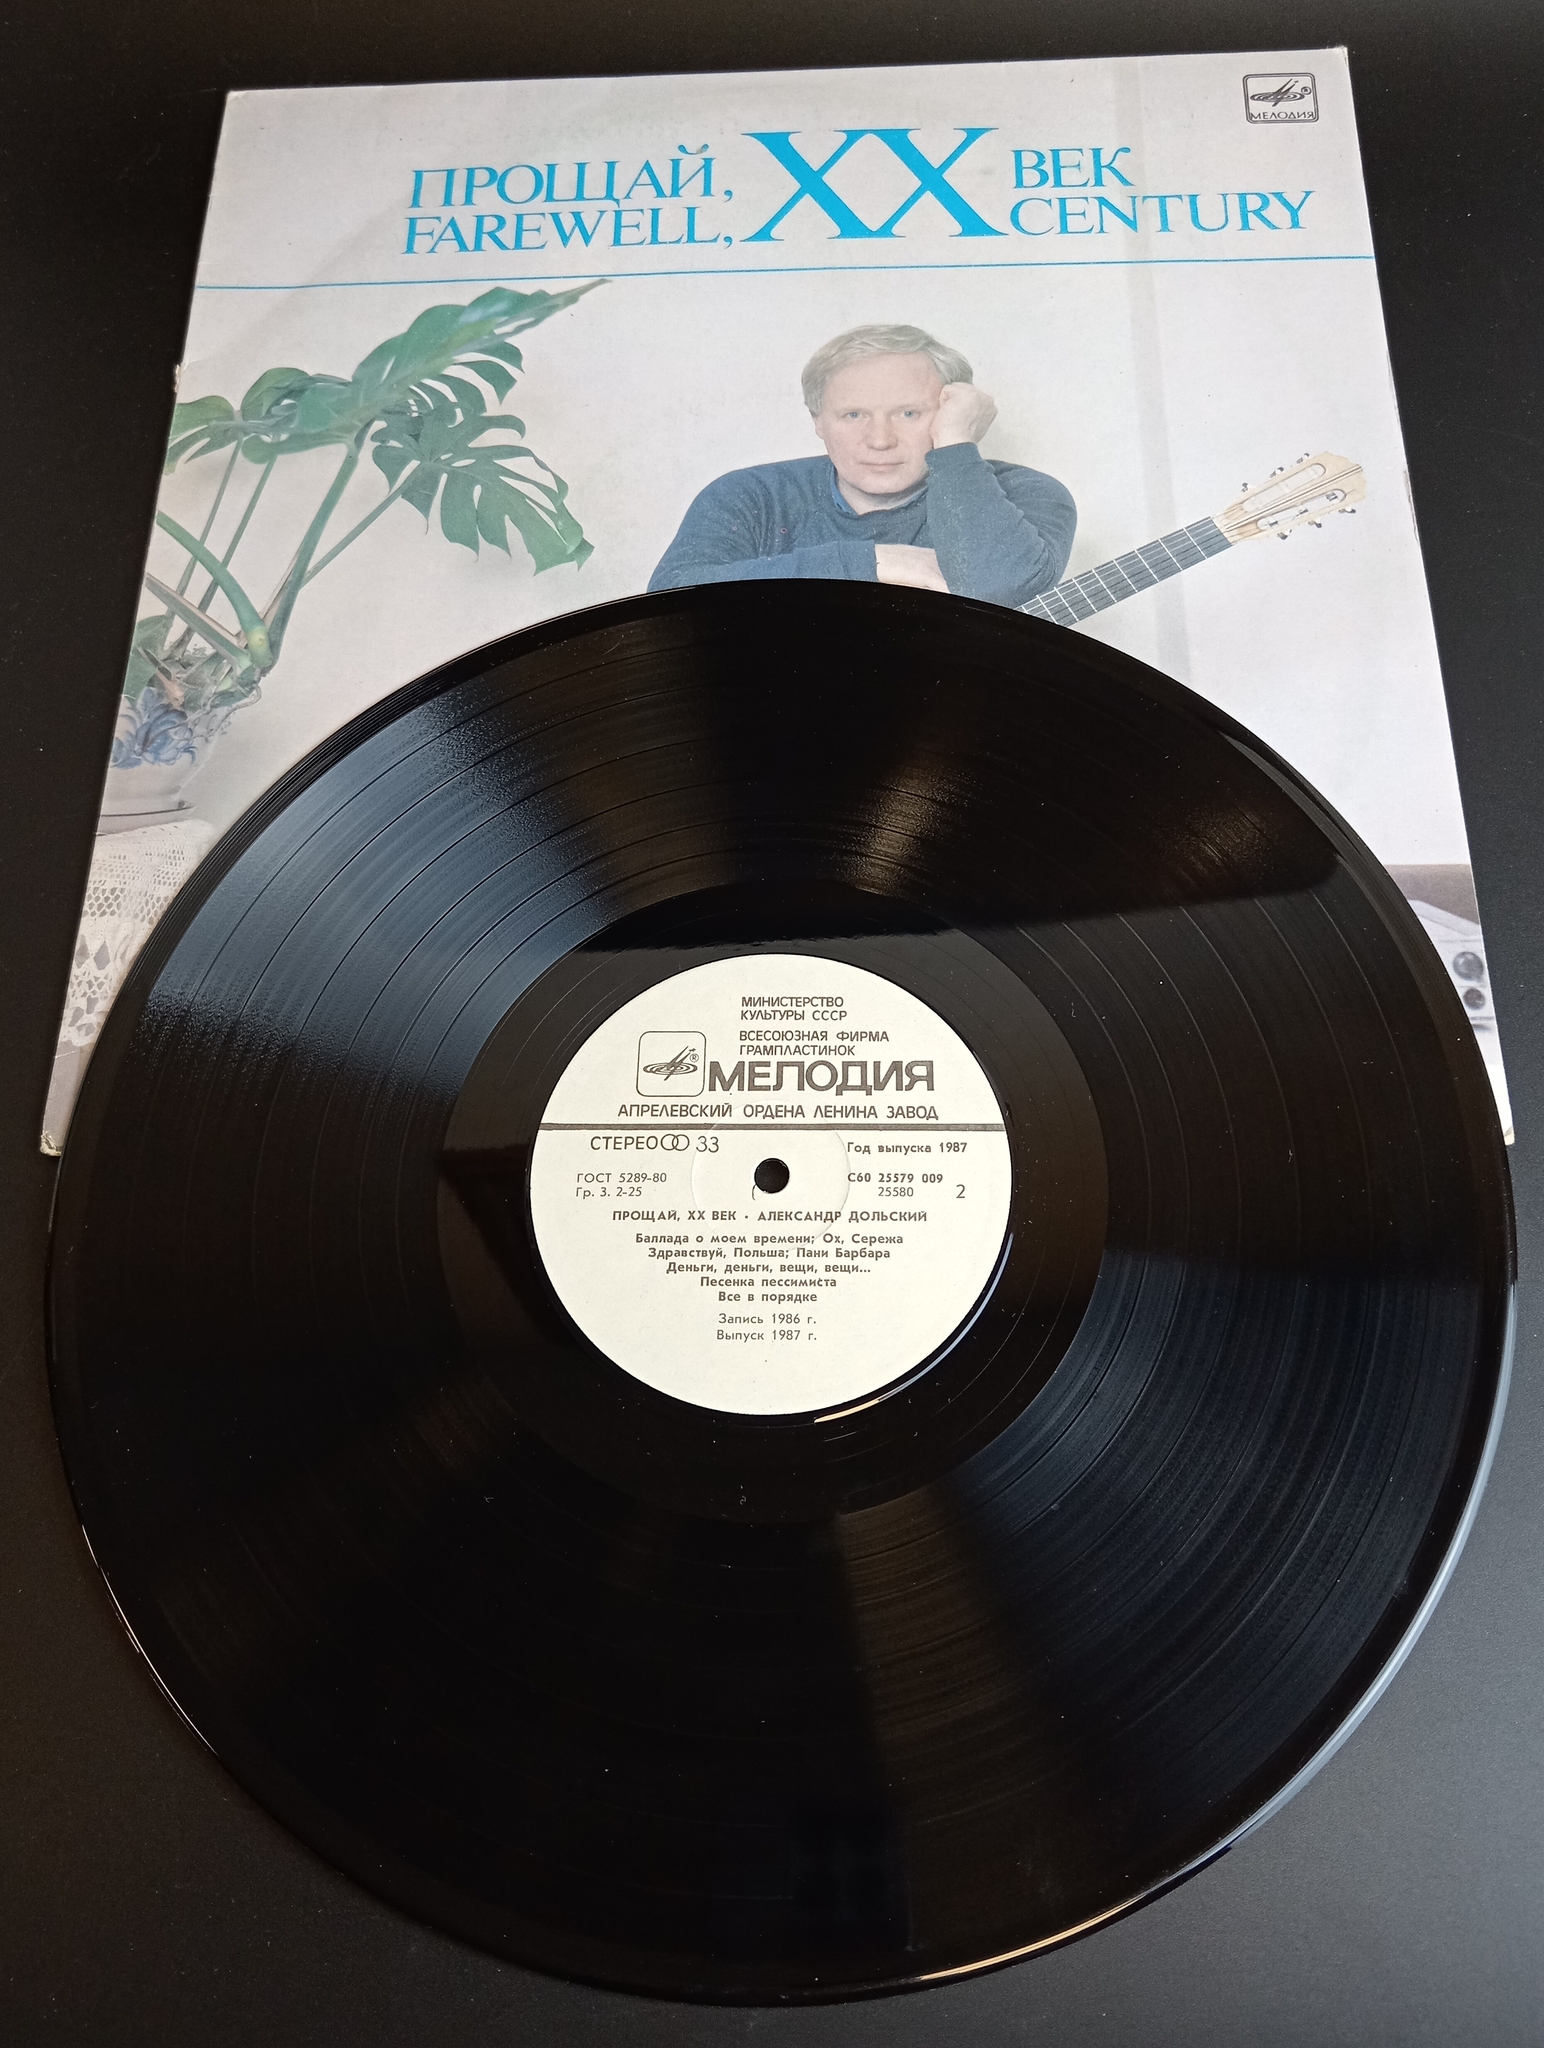 МЕЛОДИЯ
ПРОЩАЙ, XX ВЕК
FAREWELL, CENTURY
МИНИСТЕРСТВО
КУЛЬТУРЫ СССР
ВСЕСОЮЗНАЯ ФИРМА
ГРАМПЛАСТИНОК
® МЕЛОДИЯ
АПРЕЛЕВСКИЙ ОРДЕНА ЛЕНИНА ЗАВОД
СТЕРЕО 33
Год выпуска 1987
ГОСТ 5289-80
Гр. 3. 2-25
С60 25579 009
25580 2
ПРОЩАЙ, XX ВЕК · АЛЕКСАНДР ДОЛЬСКИЙ
Баллада о моем времени; Ох, Сережа
Здравствуй, Польша; Пани Барбара
Деньги, деньги, вещи, вещи...
Песенка пессимиста
Все в порядке
Запись 1986 г.
Выпуск 1987 г.